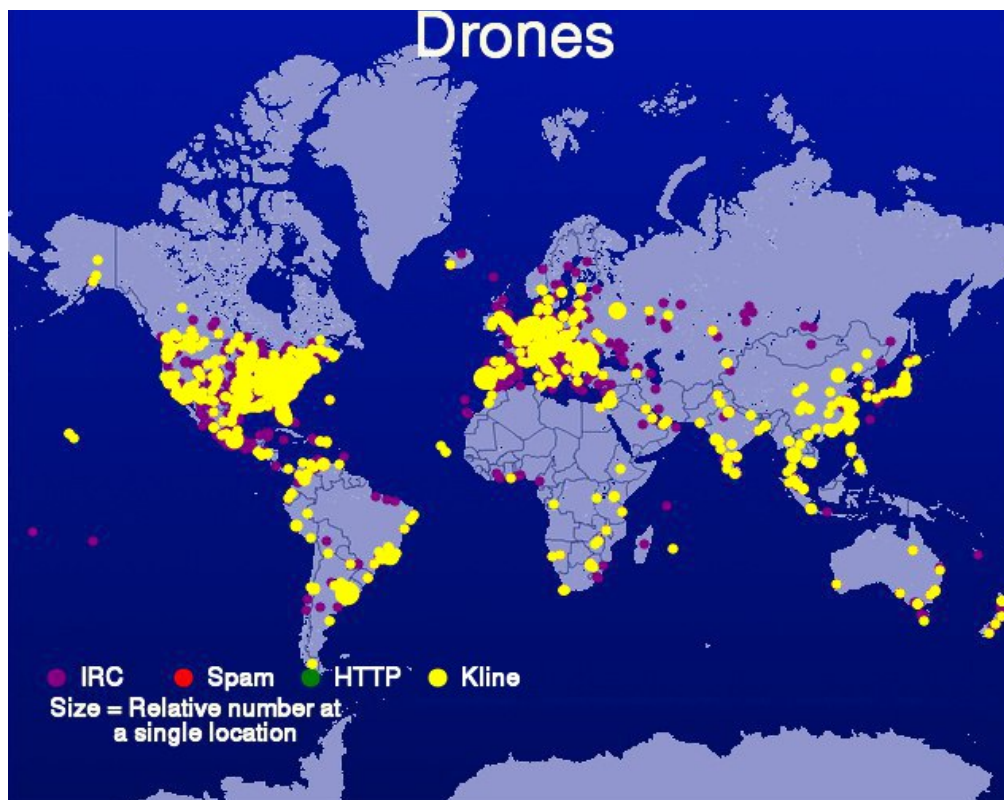 Drones
IRC Spam HTTP Kline
Size = Relative number at
a single location